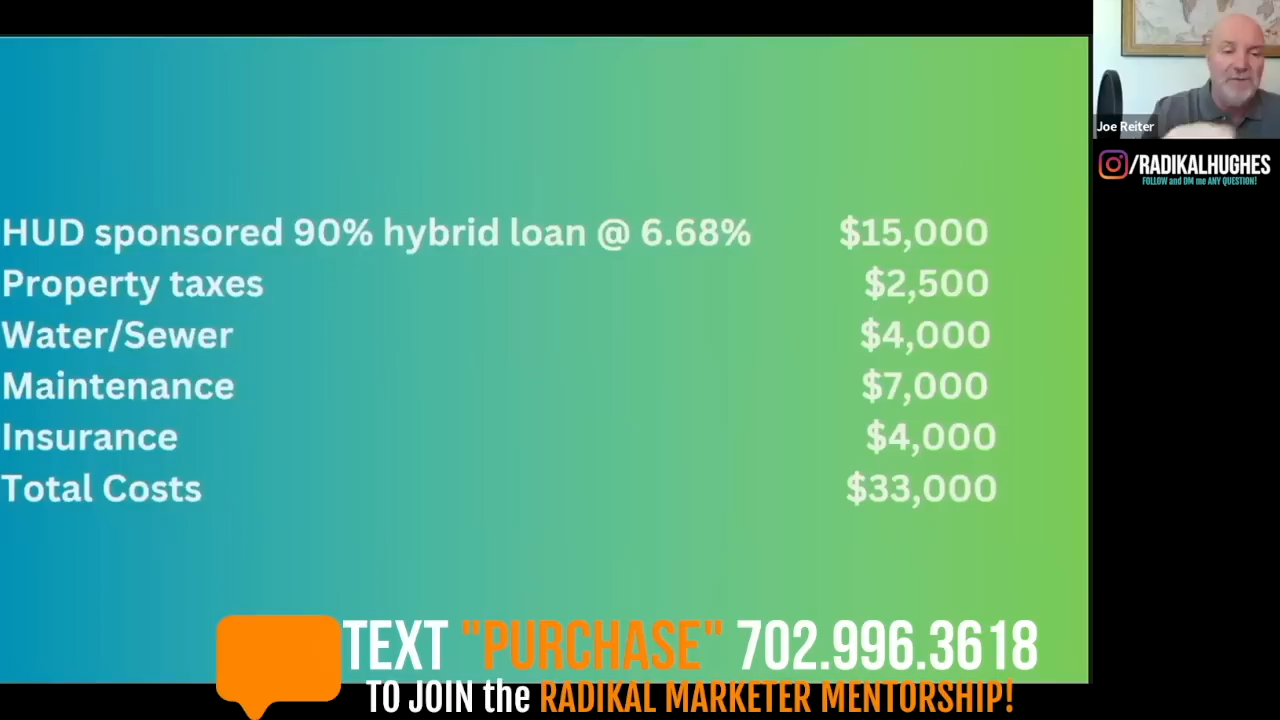 HUD sponsored 90% hybrid loan @ 6.68% $15,000
Property taxes $2,500
Water/Sewer $4,000
Maintenance $7,000
Insurance $4,000
Total Costs $33,000
Joe Reiter
/RADIKALHUGHES
FOLLOW and DM me ANY QUESTION!
TEXT "PURCHASE" 702.996.3618
TO JOIN the RADIKAL MARKETER MENTORSHIP!